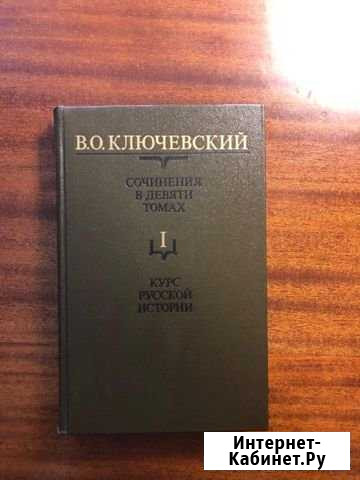 В.О.КЛЮЧЕВСКИЙ
СОЧИНЕНИЯ
В ДЕВЯТИ
ТОМАХ
I
КУРС
РУССКОЙ
ИСТОРИИ
Интернет-
Кабинет.Ру